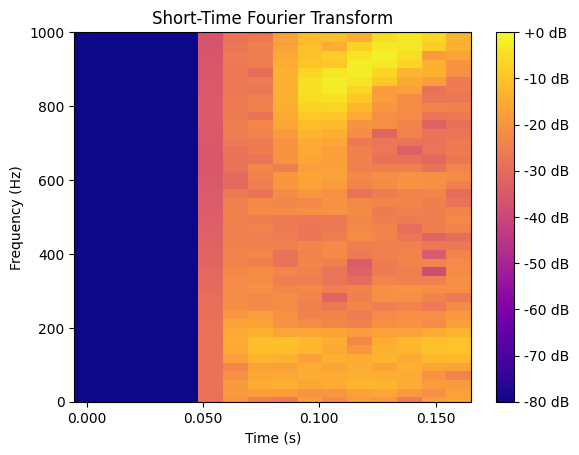 Short-Time Fourier Transform
Frequency (Hz)
1000
800
600
400
200
0
0.000
0.050
0.100
0.150
Time (s)
+0 dB
-10 dB
-20 dB
-30 dB
-40 dB
-50 dB
-60 dB
-70 dB
-80 dB